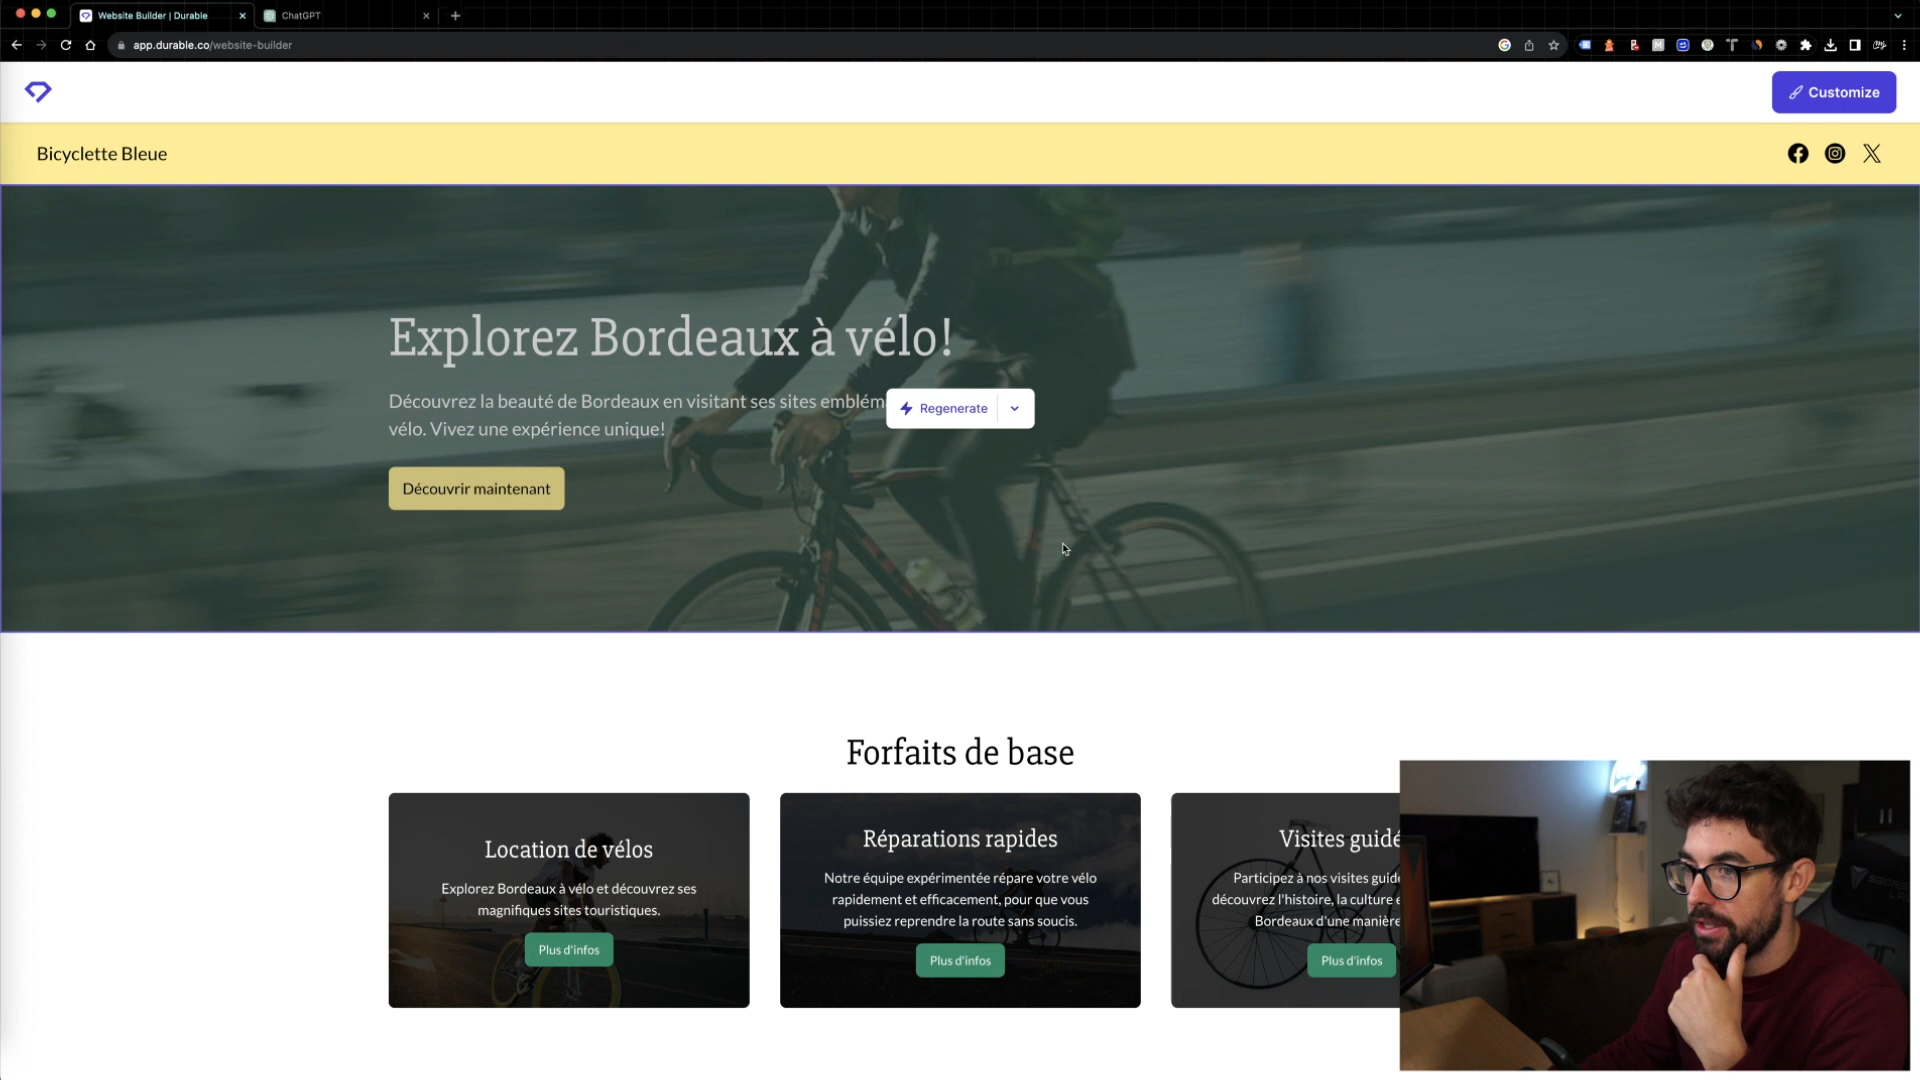 Website Builder | Durable
ChatGPT
app.durable.co/website-builder
Customize
Bicyclette Bleue
Explorez Bordeaux à vélo!
Découvrez la beauté de Bordeaux en visitant ses sites
vélo. Vivez une expérience unique!
Regenerate
Découvrir maintenant
Forfaits de base
Location de vélos
Explorez Bordeaux à vélo et découvrez ses
magnifiques sites touristiques.
Plus d'infos
Réparations rapides
Notre équipe expérimentée répare votre vélo
rapidement et efficacement, pour que vous
puissiez reprendre la route sans soucis.
Plus d'infos
Visites
Participez à nos visites
découvrez l'histoire, la culture
Bordeaux d'une manière
Plus d'infos